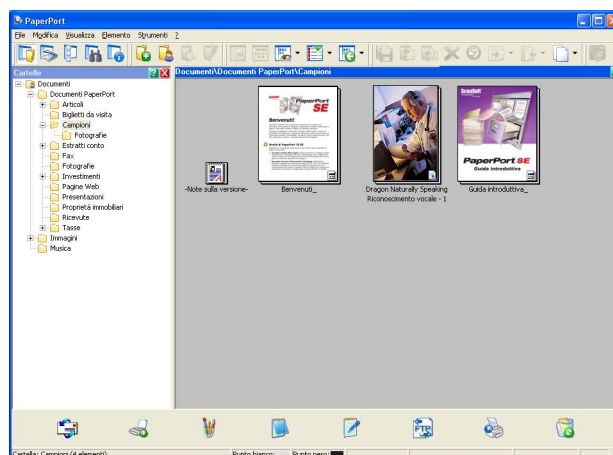 PaperPort
File Modifica Visualizza Elemento Strumenti ?
Cartelle
Documenti\Documenti PaperPort\Campioni
Documenti
Documenti PaperPort
Articoli
Biglietti da visita
Campioni
Fotografie
Estratti conto
Fax
Fotografie
Investimenti
Pagine Web
Presentazioni
Proprietà immobiliari
Ricevute
Tasse
Immagini
Musica
PaperPort
SE
Benvenuti!
ScanSoft
PaperPort SE
Guida introduttiva
-Note sulla versione-
Benvenuti_
Dragon Naturally Speaking
Riconoscimento vocale - 1
Guida introduttiva_
FTP
Cartella: Campioni (4 elementi)
Punto bianco:
Punto nero: